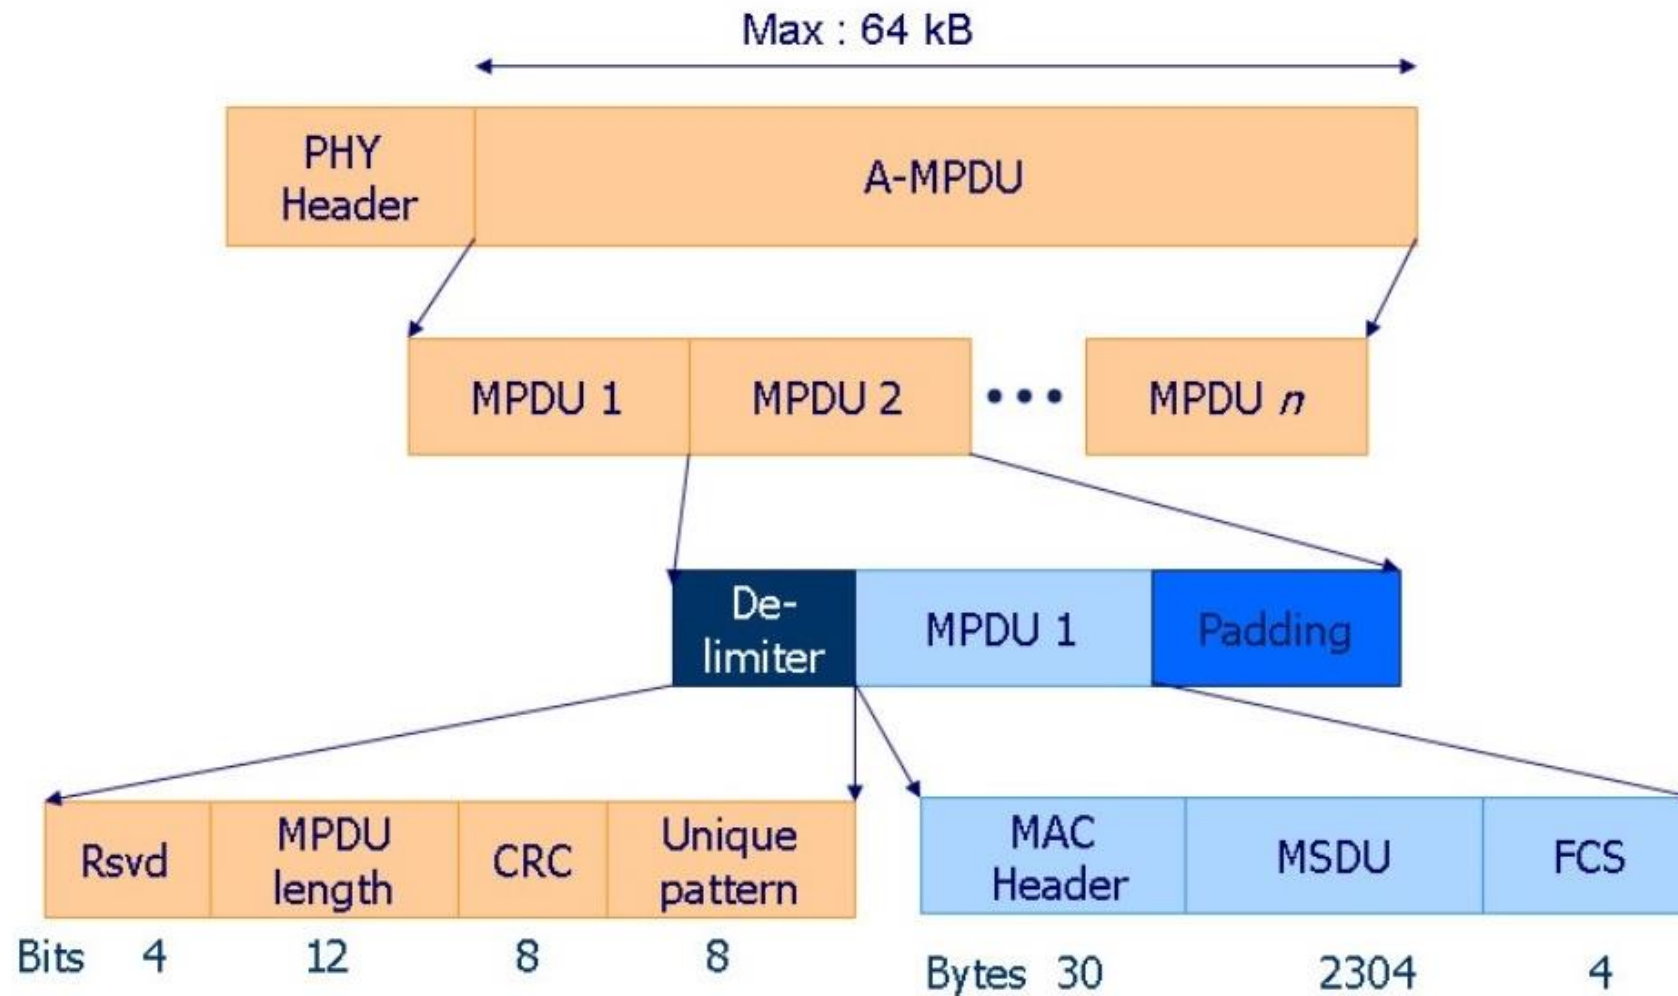 Max : 64 kB
PHY
Header
A-MPDU
MPDU 1
MPDU 2
•••
MPDU n
De-
limiter
MPDU 1
Padding
Rsvd
MPDU
length
CRC
Unique
pattern
MAC
Header
MSDU
FCS
Bits 4 12 8 8
Bytes 30 2304 4